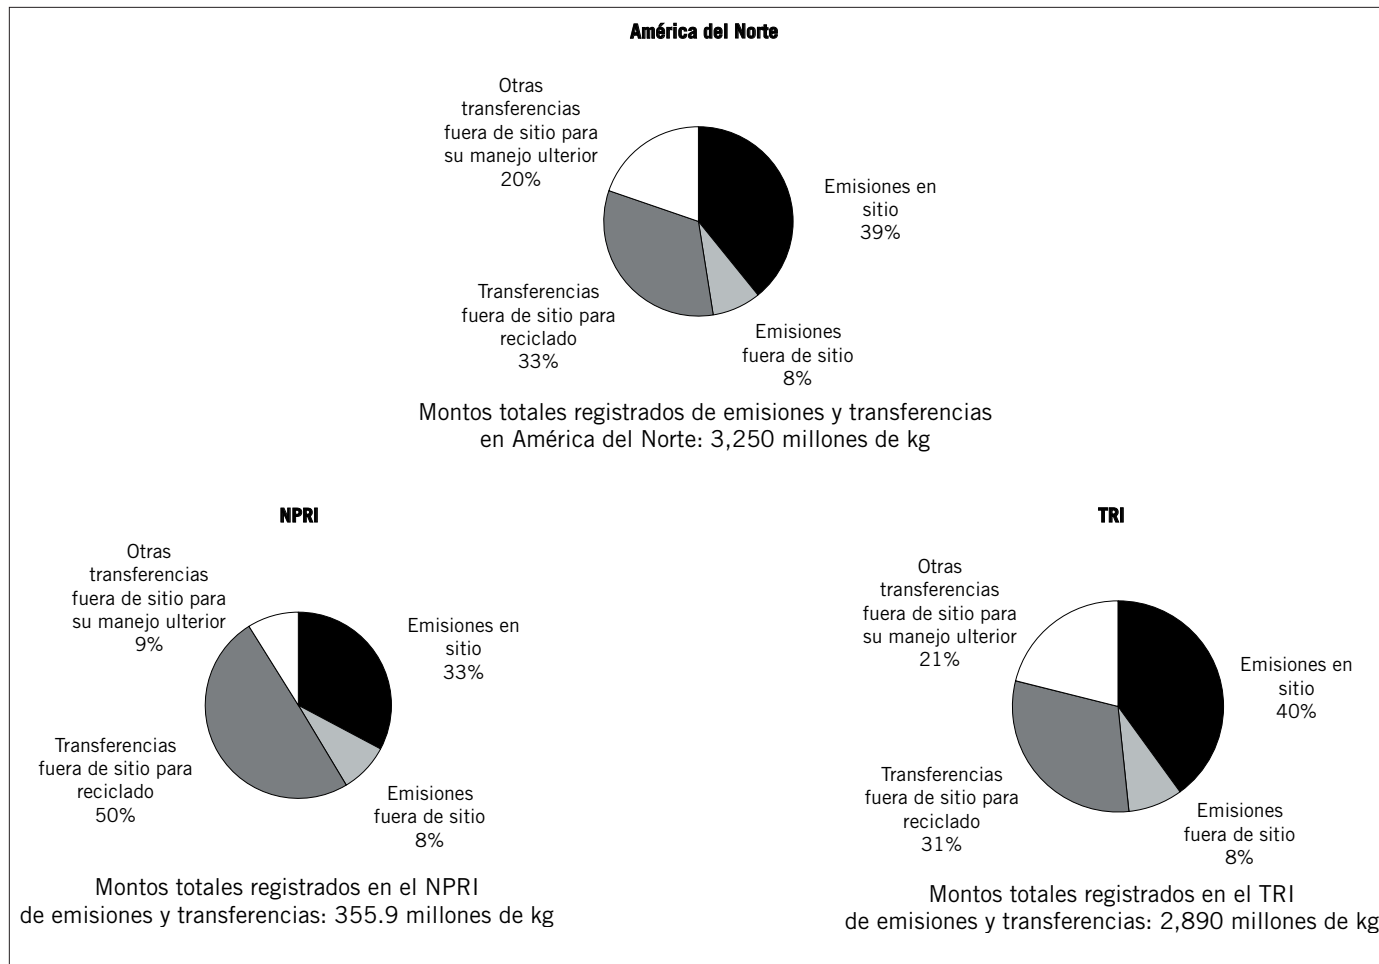 América del Norte
Otras
transferencias
fuera de sitio para
su manejo ulterior
20%
Emisiones en
sitio
39%
Transferencias
fuera de sitio para
reciclado
33%
Emisiones
fuera de sitio
8%
Montos totales registrados de emisiones y transferencias
en América del Norte: 3,250 millones de kg
NPRI
Otras
transferencias
fuera de sitio para
su manejo ulterior
9%
Emisiones en
sitio
33%
Transferencias
fuera de sitio para
reciclado
50%
Emisiones
fuera de sitio
8%
Montos totales registrados en el NPRI
de emisiones y transferencias: 355.9 millones de kg
TRI
Otras
transferencias
fuera de sitio para
su manejo ulterior
21%
Emisiones en
sitio
40%
Transferencias
fuera de sitio para
reciclado
31%
Emisiones
fuera de sitio
8%
Montos totales registrados en el TRI
de emisiones y transferencias: 2,890 millones de kg